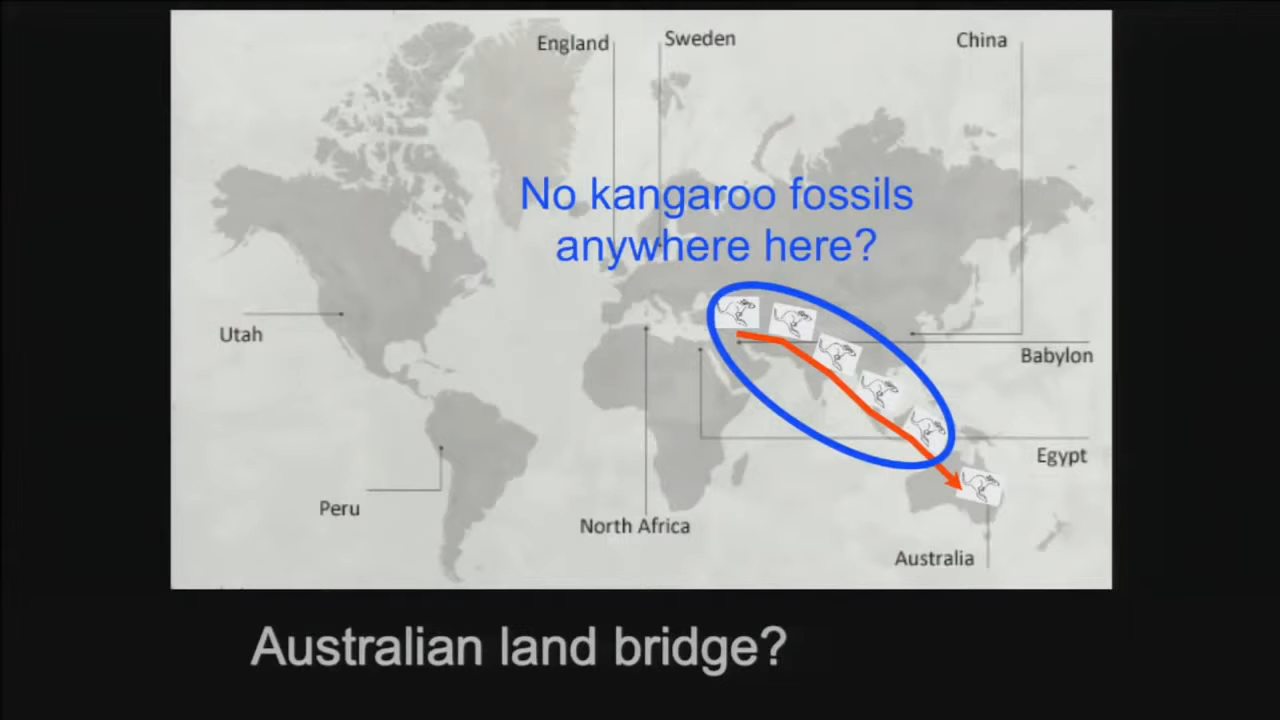 England
Sweden
China
No kangaroo fossils
anywhere here?
Utah
Babylon
Egypt
Peru
North Africa
Australia
Australian land bridge?